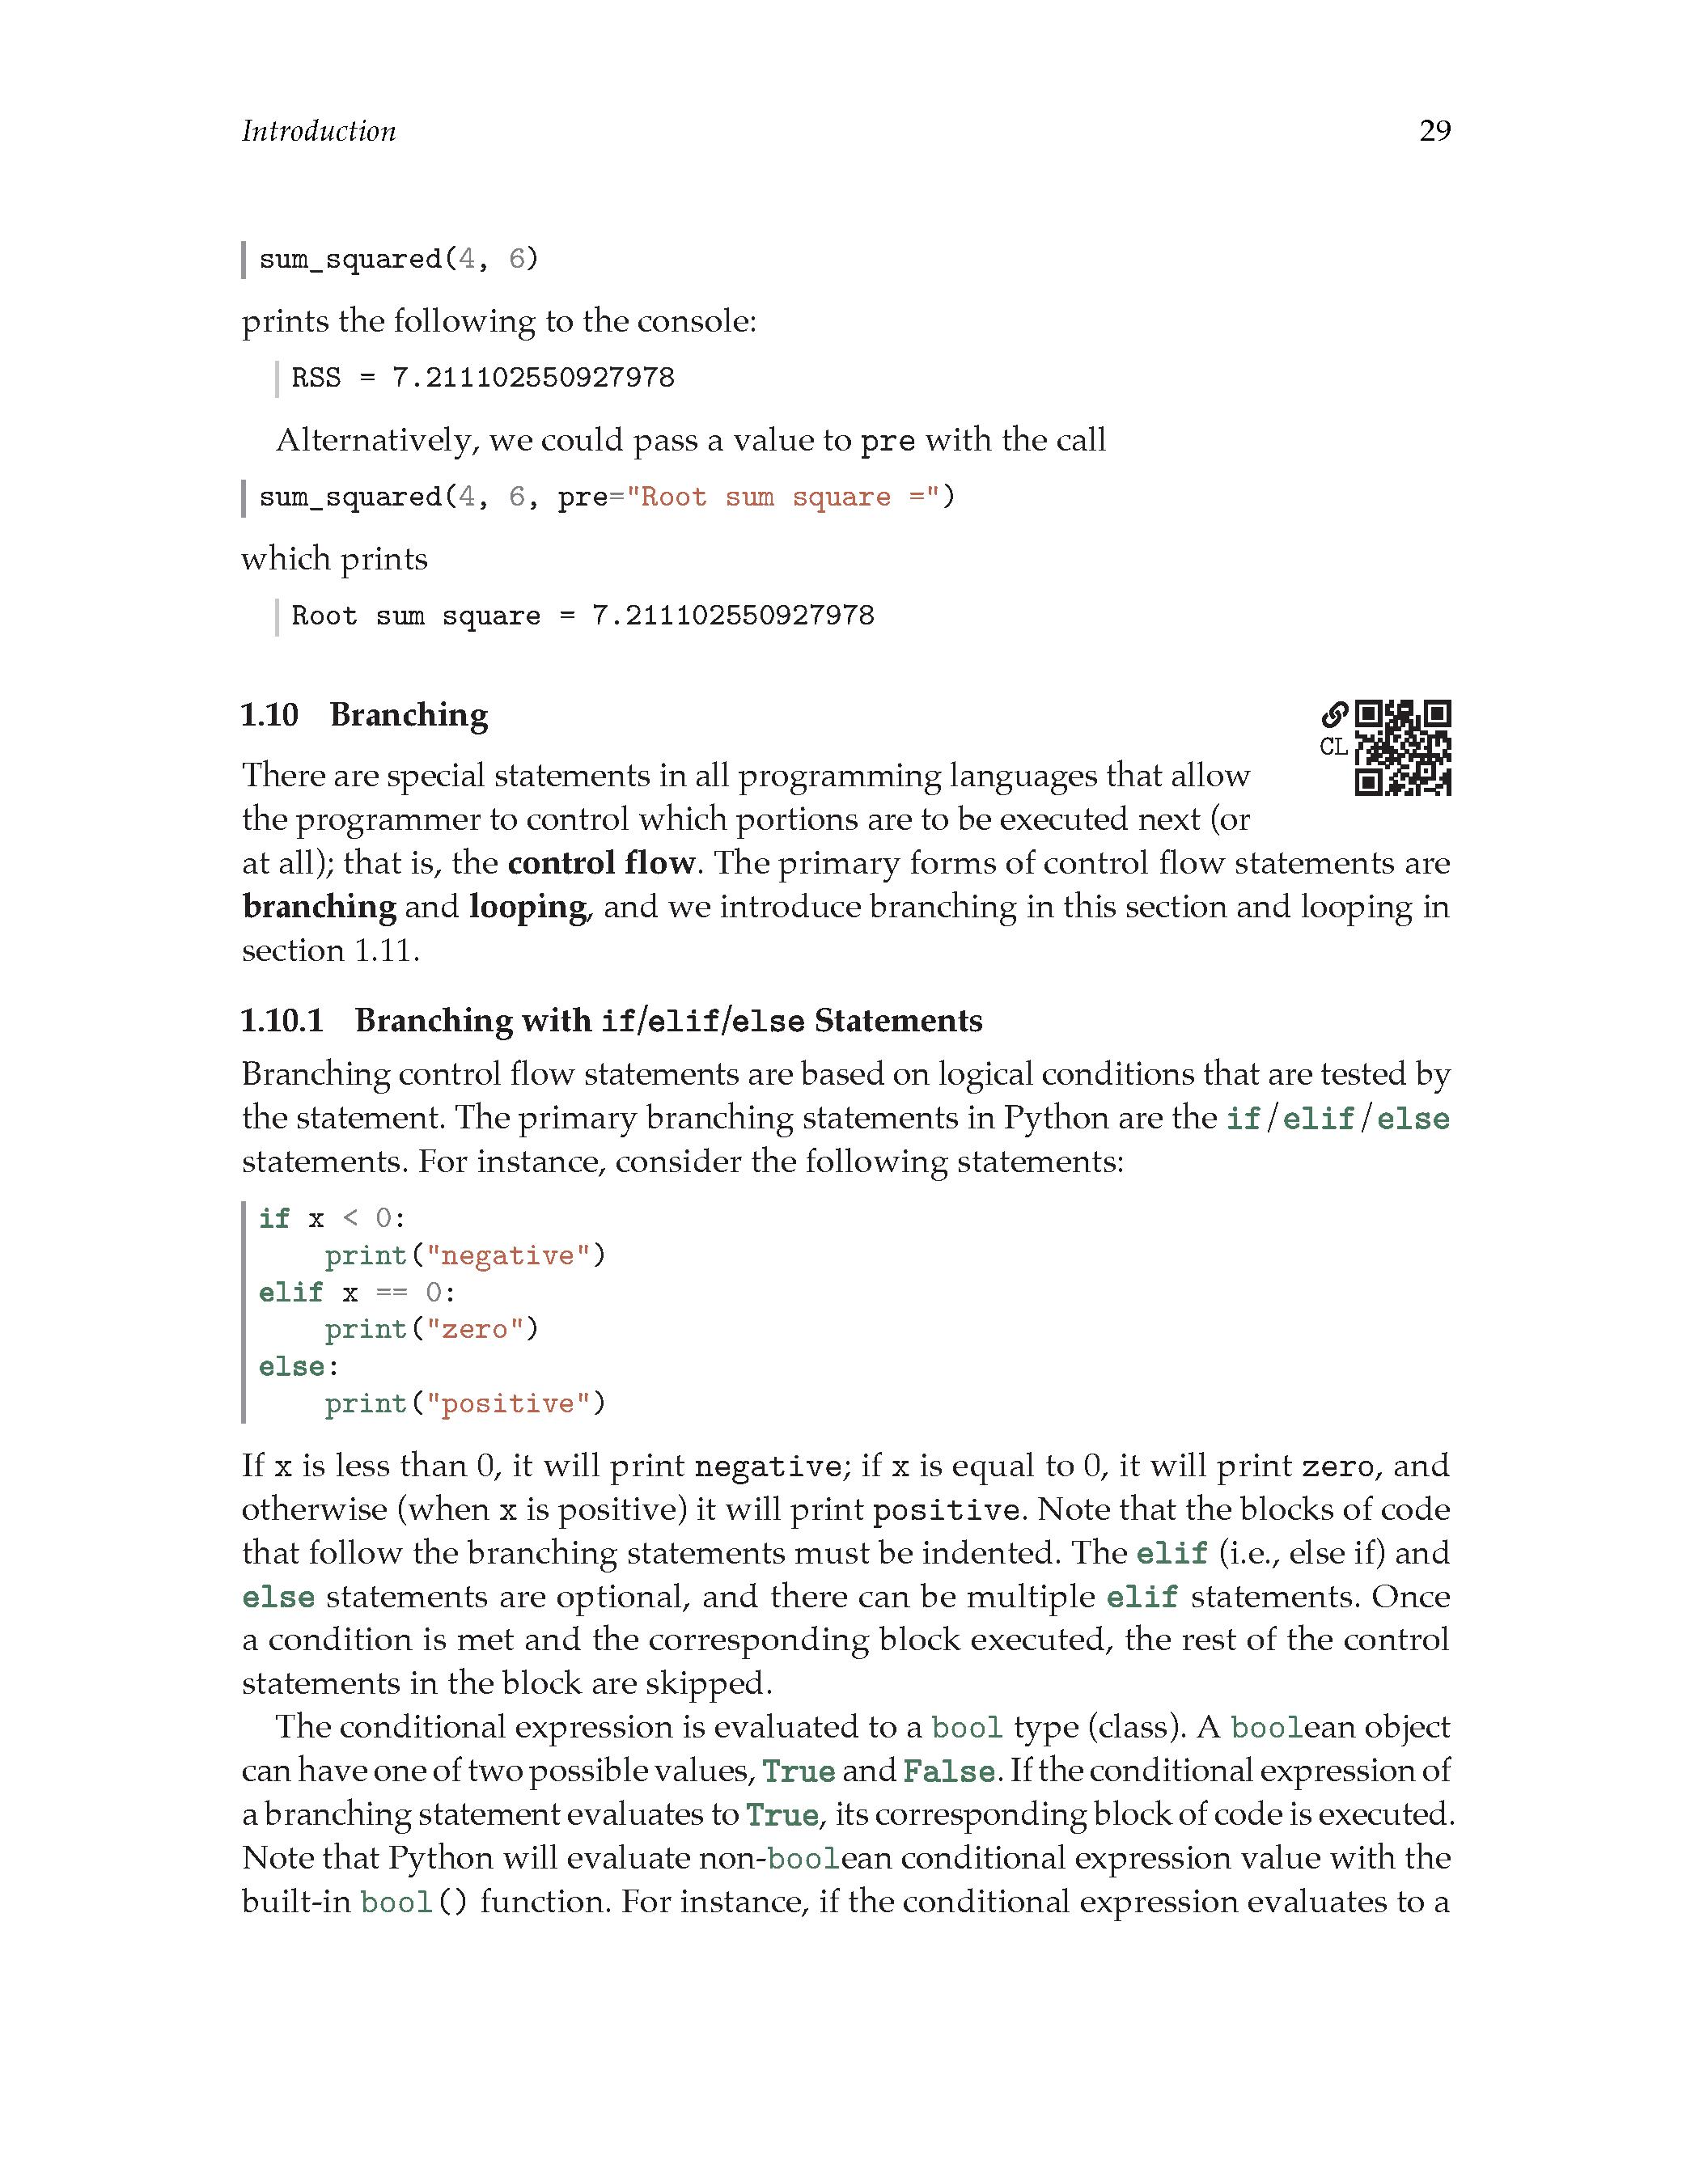 Introduction 29
sum_squared(4, 6)
prints the following to the console:
RSS = 7.211102550927978
Alternatively, we could pass a value to pre with the call
sum_squared(4, 6, pre="Root sum square =")
which prints
Root sum square = 7.211102550927978
1.10 Branching
CL
There are special statements in all programming languages that allow
the programmer to control which portions are to be executed next (or
at all); that is, the control flow. The primary forms of control flow statements are
branching and looping, and we introduce branching in this section and looping in
section 1.11.
1.10.1 Branching with if/elif/else Statements
Branching control flow statements are based on logical conditions that are tested by
the statement. The primary branching statements in Python are the if/elif/else
statements. For instance, consider the following statements:
if x < 0:
    print("negative")
elif x == 0:
    print("zero")
else:
    print("positive")
If x is less than 0, it will print negative; if x is equal to 0, it will print zero, and
otherwise (when x is positive) it will print positive. Note that the blocks of code
that follow the branching statements must be indented. The elif (i.e., else if) and
else statements are optional, and there can be multiple elif statements. Once
a condition is met and the corresponding block executed, the rest of the control
statements in the block are skipped.
The conditional expression is evaluated to a bool type (class). A boolean object
can have one of two possible values, True and False. If the conditional expression of
a branching statement evaluates to True, its corresponding block of code is executed.
Note that Python will evaluate non-boolean conditional expression value with the
built-in bool() function. For instance, if the conditional expression evaluates to a